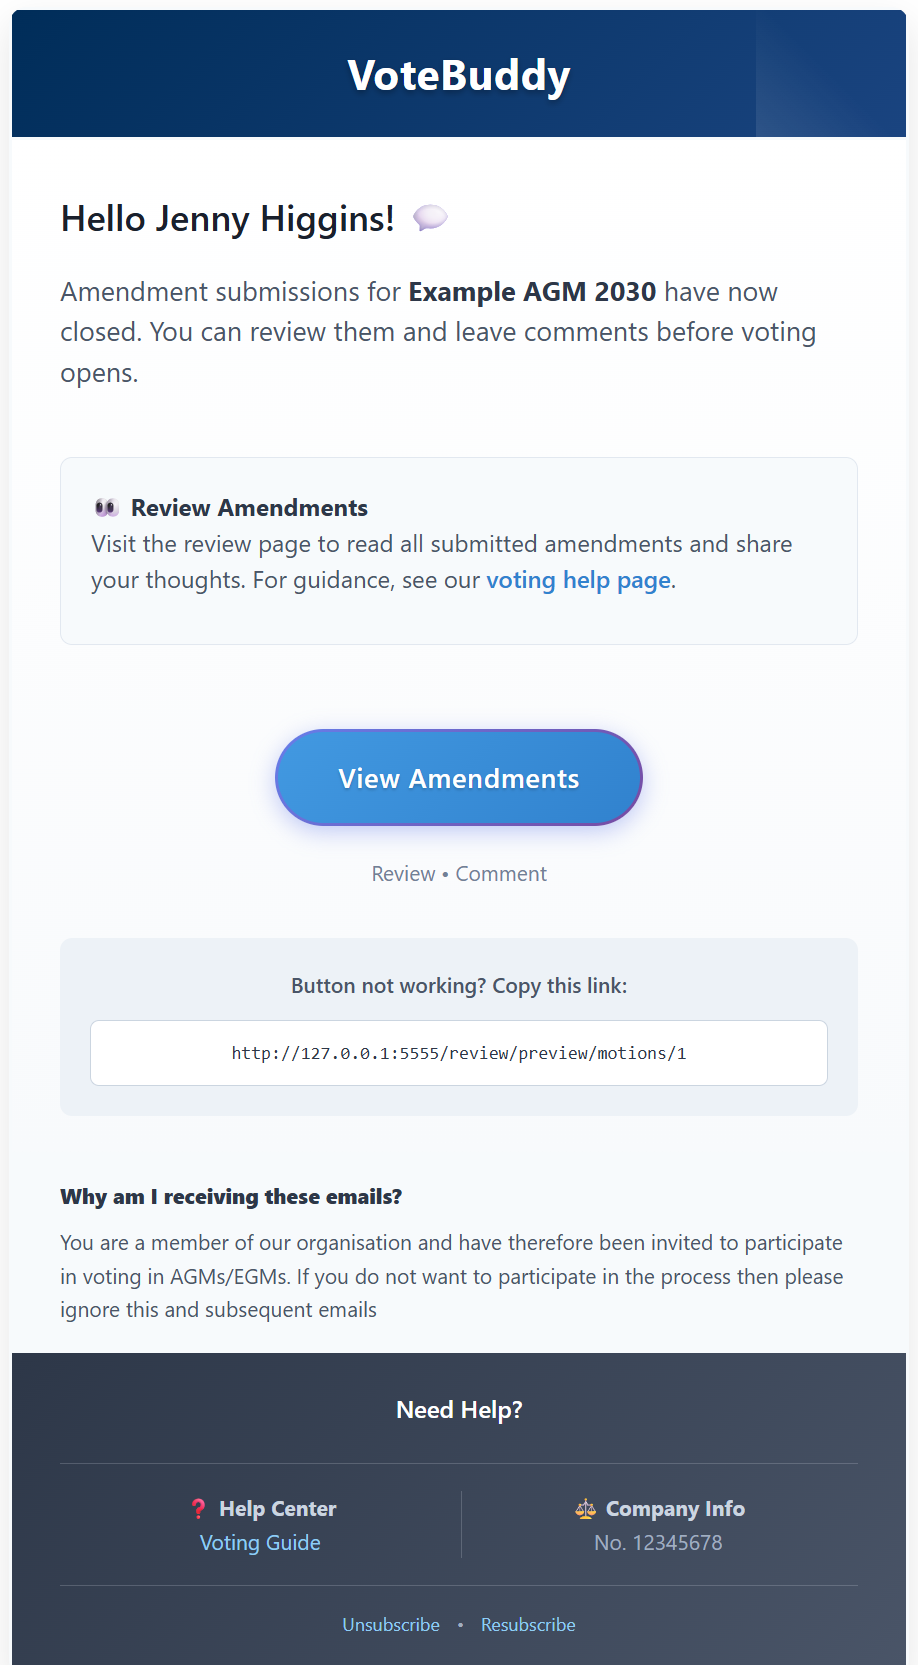 VoteBuddy
Hello Jenny Higgins! 💬
Amendment submissions for Example AGM 2030 have now
closed. You can review them and leave comments before voting
opens.
👀 Review Amendments
Visit the review page to read all submitted amendments and share
your thoughts. For guidance, see our voting help page.
View Amendments
Review • Comment
Button not working? Copy this link:
http://127.0.0.1:5555/review/preview/motions/1
Why am I receiving these emails?
You are a member of our organisation and have therefore been invited to participate
in voting in AGMs/EGMs. If you do not want to participate in the process then please
ignore this and subsequent emails
Need Help?
❓ Help Center
Voting Guide
⚖️ Company Info
No. 12345678
Unsubscribe • Resubscribe